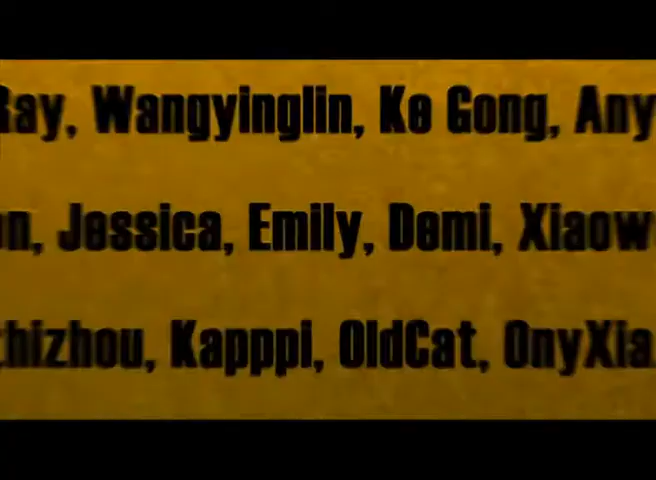 Ray, Wangyinglin, Ke Gong, Any
n, Jessica, Emily, Demi, Xiaow
hizhou, Kapppi, OldCat, OnyXia